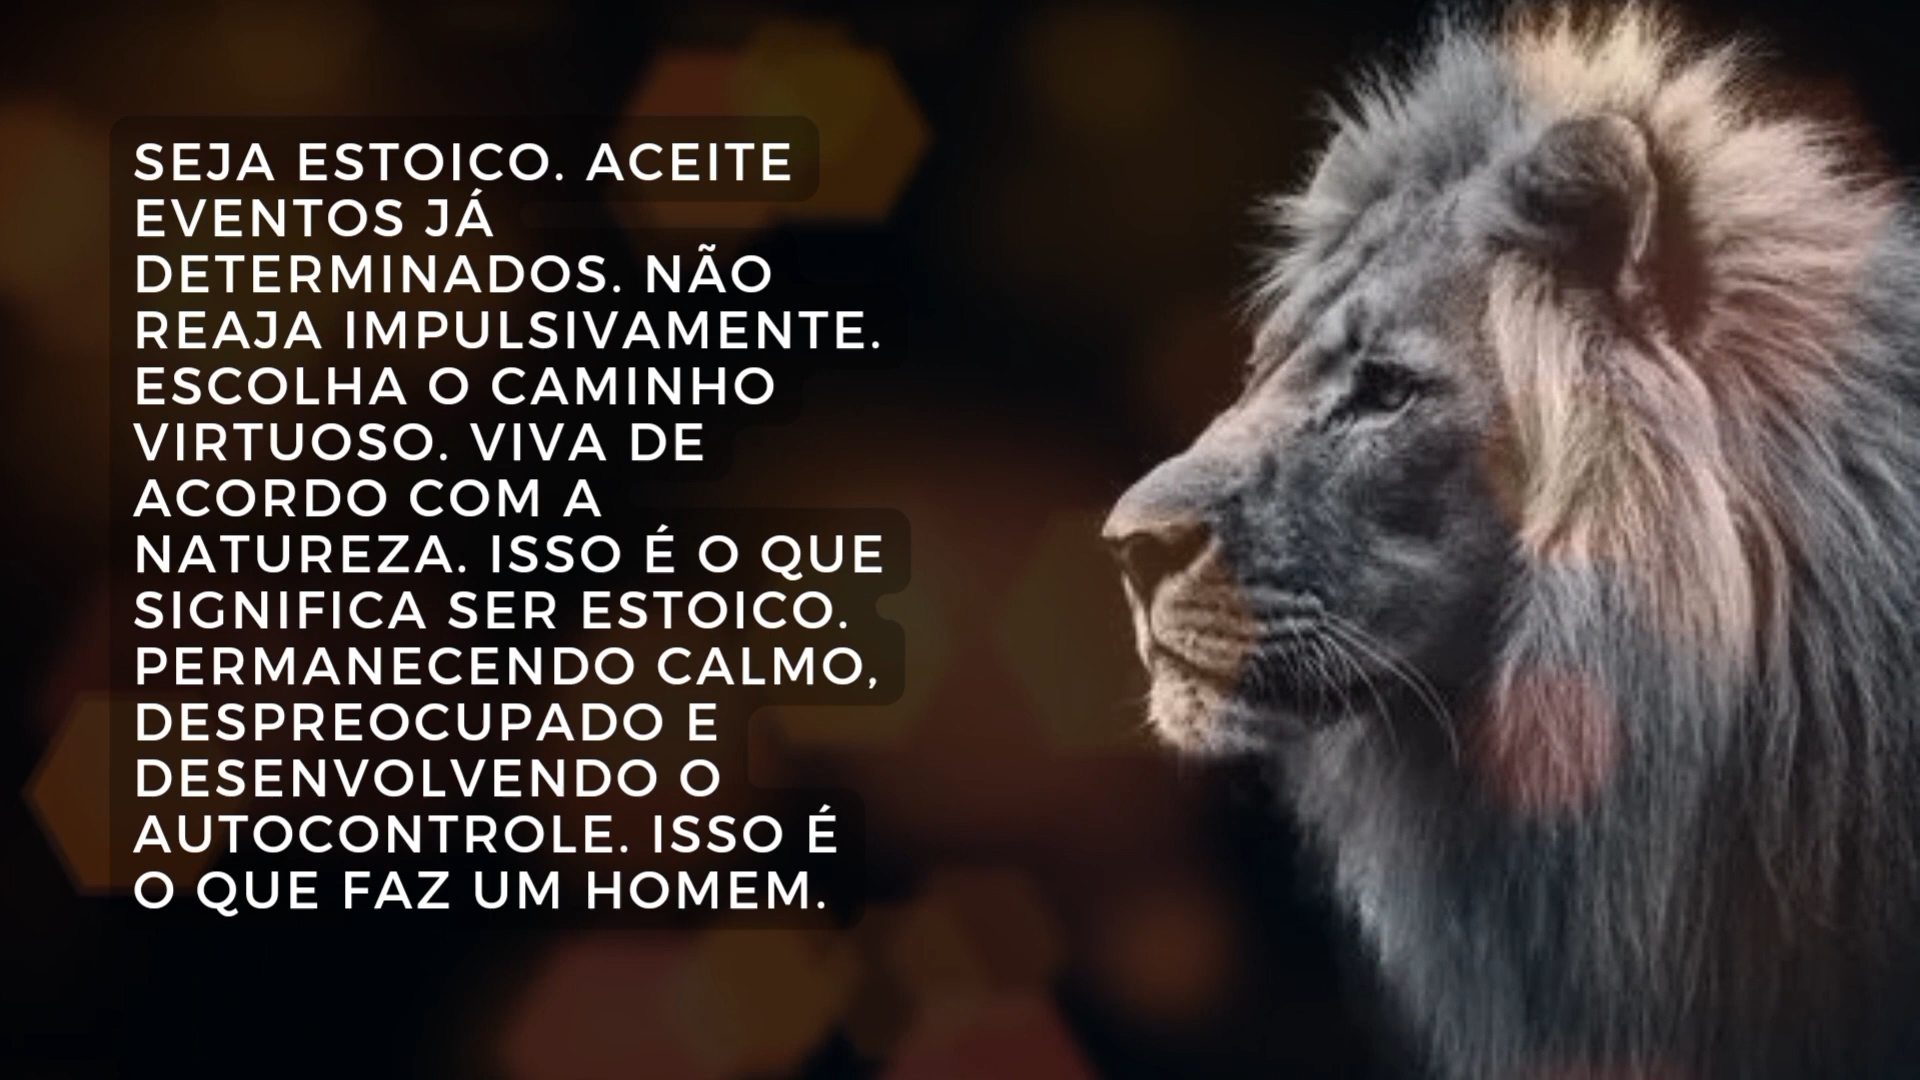 SEJA ESTOICO. ACEITE
EVENTOS JÁ
DETERMINADOS. NÃO
REAJA IMPULSIVAMENTE.
ESCOLHA O CAMINHO
VIRTUOSO. VIVA DE
ACORDO COM A
NATUREZA. ISSO É O QUE
SIGNIFICA SER ESTOICO.
PERMANECENDO CALMO,
DESPREOCUPADO E
DESENVOLVENDO O
AUTOCONTROLE. ISSO É
O QUE FAZ UM HOMEM.